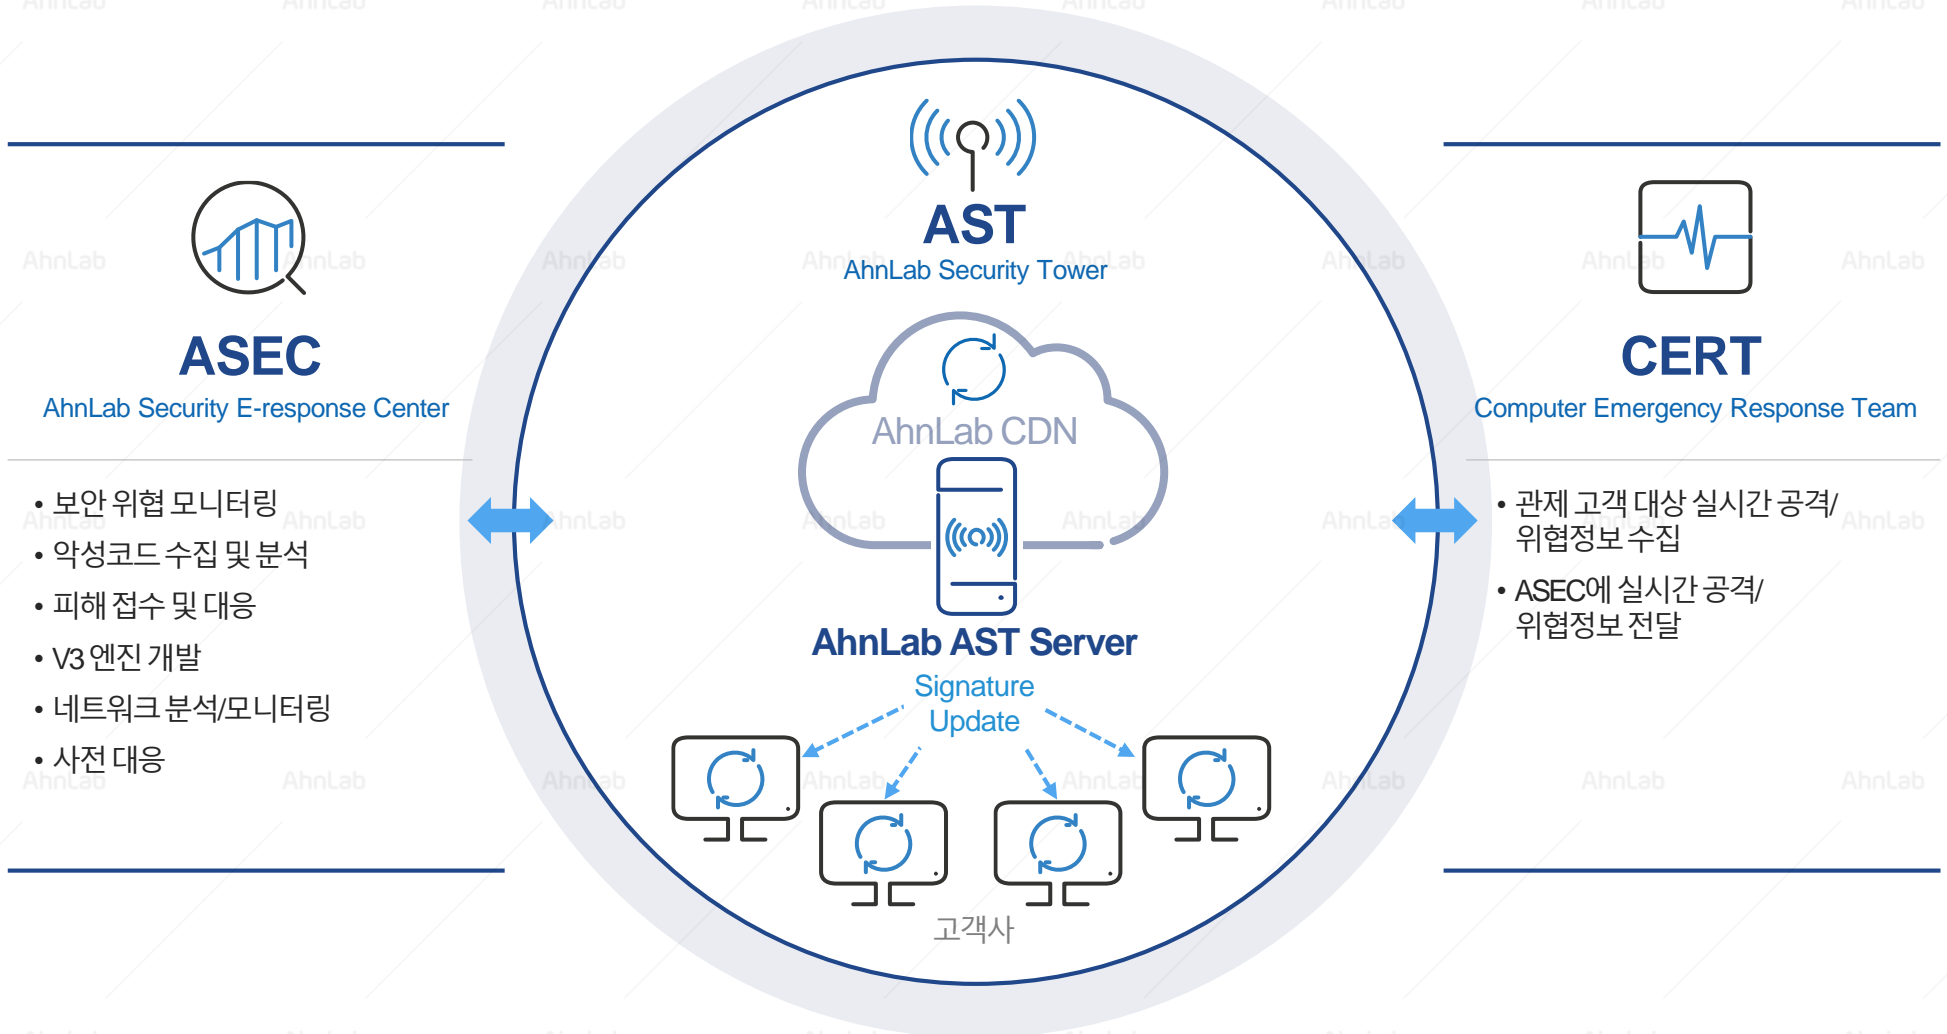 ASEC
AhnLab Security E-response Center
• 보안 위협 모니터링
• 악성코드 수집 및 분석
• 피해 접수 및 대응
• V3 엔진 개발
• 네트워크 분석/모니터링
• 사전 대응
AST
AhnLab Security Tower
AhnLab CDN
AhnLab AST Server
Signature
Update
고객사
CERT
Computer Emergency Response Team
• 관제 고객 대상 실시간 공격/
위협정보 수집
• ASEC에 실시간 공격/
위협정보 전달
AhnLab